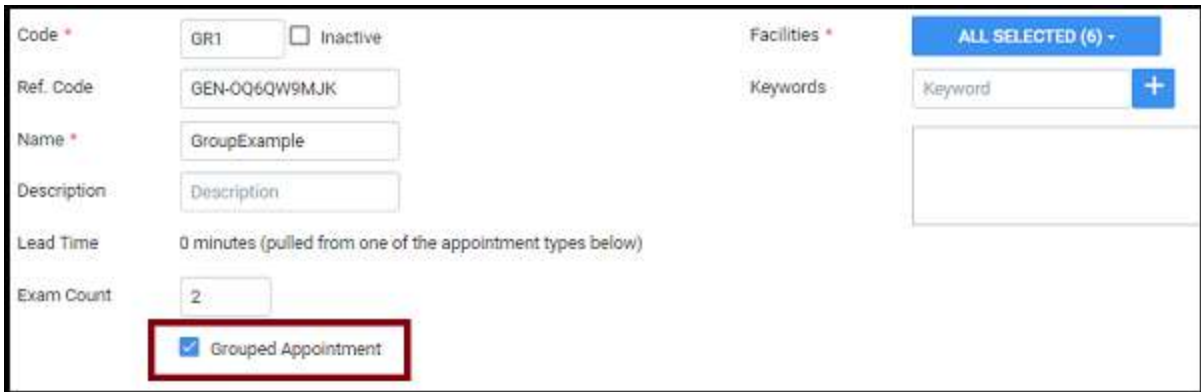 Code *
GR1
Inactive
Facilities *
ALL SELECTED (6)
Ref. Code
GEN-OQ6QW9MJK
Keywords
Keyword
+
Name *
GroupExample
Description
Description
Lead Time
0 minutes (pulled from one of the appointment types below)
Exam Count
2
Grouped Appointment